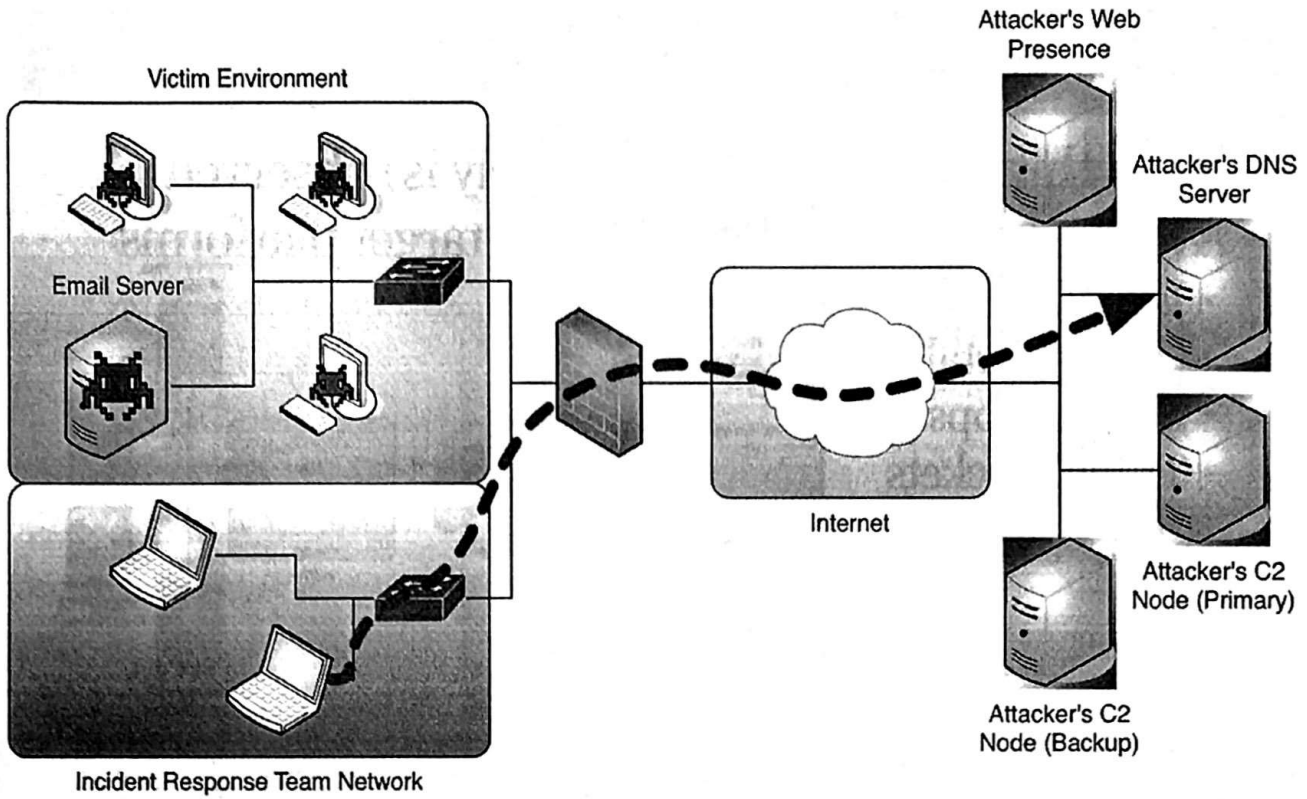 Attacker's Web
Presence
Victim Environment
Attacker's DNS
Server
Email Server
Internet
Attacker's C2
Node (Primary)
Attacker's C2
Node (Backup)
Incident Response Team Network